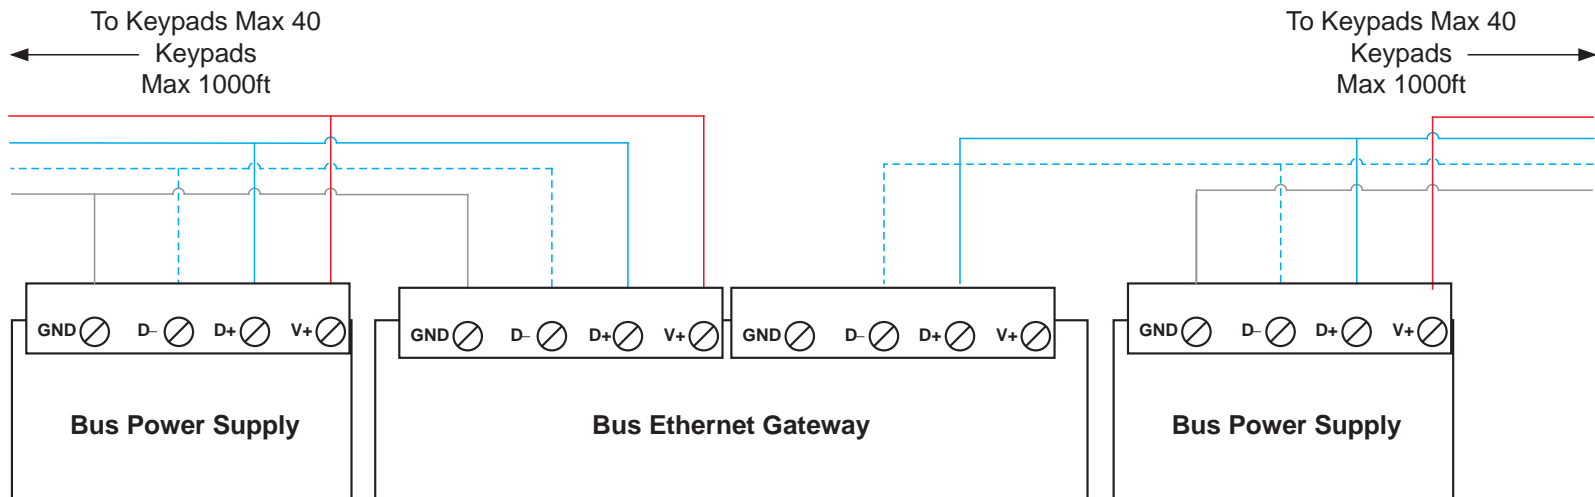 To Keypads Max 40
Keypads
Max 1000ft
To Keypads Max 40
Keypads
Max 1000ft
GND D– D+ V+
GND D– D+ V+
GND D– D+ V+
GND D– D+ V+
Bus Power Supply
Bus Ethernet Gateway
Bus Power Supply